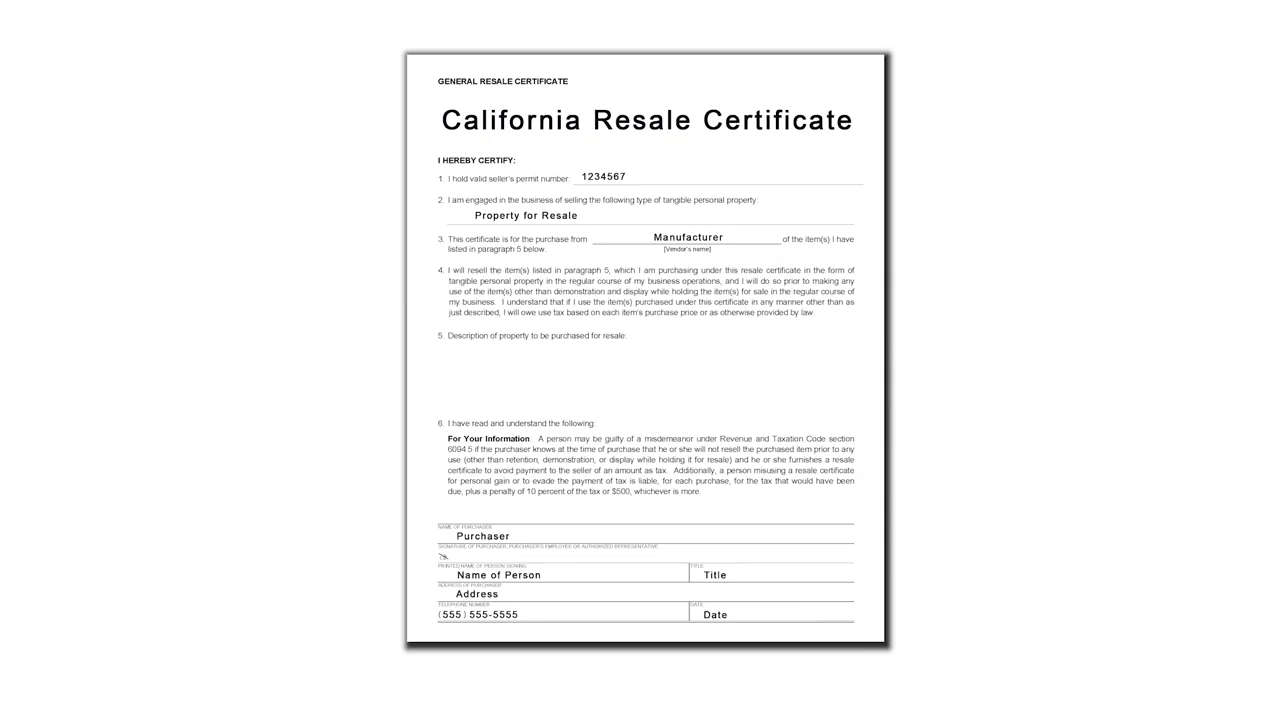 GENERAL RESALE CERTIFICATE
California Resale Certificate
I HEREBY CERTIFY:
1. I hold valid seller's permit number: 1234567
2. I am engaged in the business of selling the following type of tangible personal property:
Property for Resale
3. This certificate is for the purchase from Manufacturer of the item(s) I have
[Vendor's name]
listed in paragraph 5 below.
4. I will resell the item(s) listed in paragraph 5, which I am purchasing under this resale certificate in the form of
tangible personal property in the regular course of my business operations, and I will do so prior to making any
use of the item(s) other than demonstration and display while holding the item(s) for sale in the regular course of
my business. I understand that if I use the item(s) purchased under this certificate in any manner other than as
just described, I will owe use tax based on each item's purchase price or as otherwise provided by law
5. Description of property to be purchased for resale:
6. I have read and understand the following:
For Your Information A person may be guilty of a misdemeanor under Revenue and Taxation Code section
6094.5 if the purchaser knows at the time of purchase that he or she will not resell the purchased item prior to any
use (other than retention, demonstration, or display while holding it for resale) and he or she furnishes a resale
certificate to avoid payment to the seller of an amount as tax. Additionally, a person misusing a resale certificate
for personal gain or to evade the payment of tax is liable, for each purchase, for the tax that would have been
due, plus a penalty of 10 percent of the tax or $500, whichever is more.
NAME OF PURCHASER
Purchaser
SIGNATURE OF PURCHASER, PURCHASER'S EMPLOYEE OR AUTHORIZED REPRESENTATIVE
PRINTED NAME OF PERSON SIGNING TITLE
Name of Person Title
ADDRESS OF PURCHASER
Address
TELEPHONE NUMBER DATE
(555) 555-5555 Date